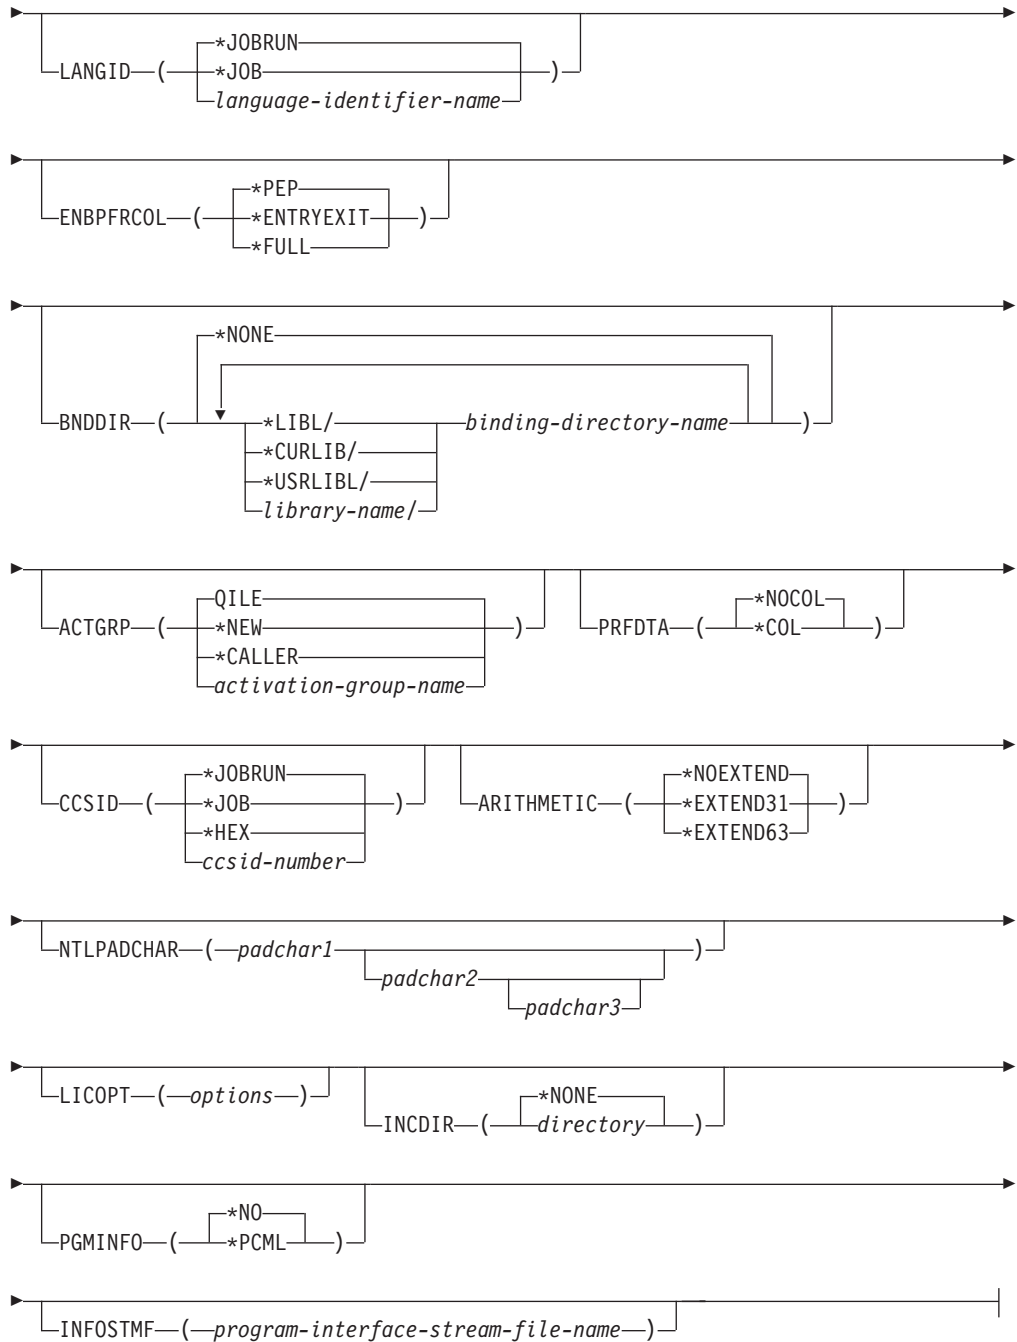 *JOBRUN
LANGID ( *JOB )
language-identifier-name
*PEP
ENBPFRCOL ( *ENTRYEXIT )
*FULL
*NONE
BNDDIR ( *LIBL/ binding-directory-name )
*CURLIB/
*USRLIBL/
library-name/
QILE *NOCOL
ACTGRP ( *NEW ) PRFDTA ( *COL )
*CALLER
activation-group-name
*JOBRUN *NOEXTEND
CCSID ( *JOB ) ARITHMETIC ( *EXTEND31 )
*HEX *EXTEND63
ccsid-number
NTLPADCHAR ( padchar1 )
padchar2
padchar3
*NONE
LICOPT ( options ) INCDIR ( directory )
*NO
PGMINFO ( *PCML )
INFOSTMF ( program-interface-stream-file-name )